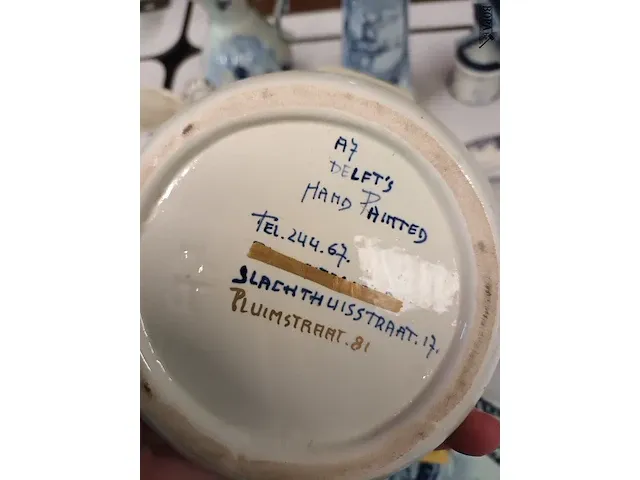 A7
DELFT'S
HAND PAINTED
TEL. 244.67.
SLACHTHUISSTRAAT. 17.
PLUIMSTRAAT. 81